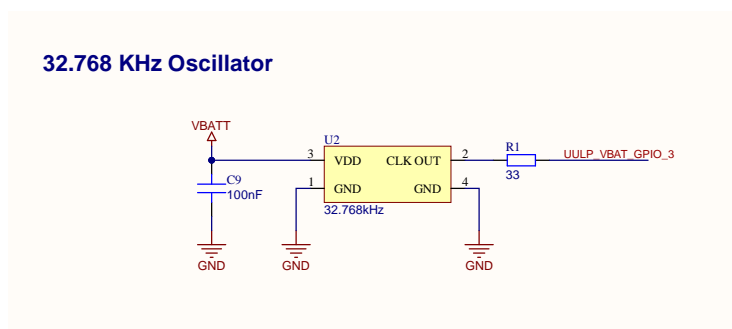 32.768 KHz Oscillator
VBATT
U2
3 VDD CLK OUT 2
R1
33
UULP_VBAT_GPIO_3
1 GND GND 4
C9
100nF
32.768kHz
GND
GND
GND